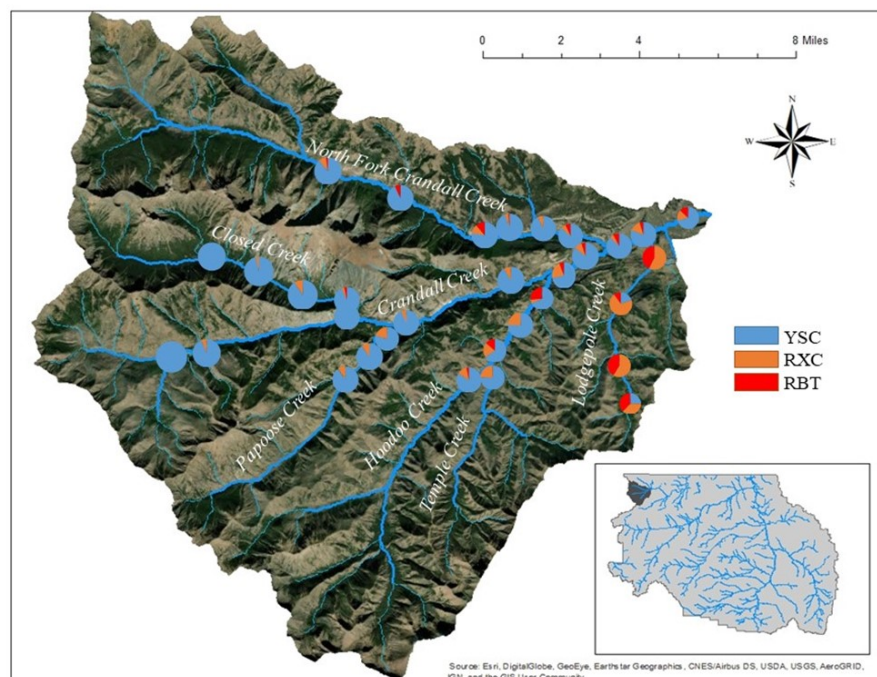 0 2 4 8 Miles
N
W E
S
North Fork Crandall Creek
Closed Creek
Crandall Creek
Lodgepole Creek
Papoose Creek
Hoodoo Creek
Temple Creek
YSC
RXC
RBT
Source: Esri, DigitalGlobe, GeoEye, Earthstar Geographics, CNES/Airbus DS, USDA, USGS, AeroGRID,
IGN, and the GIS User Community